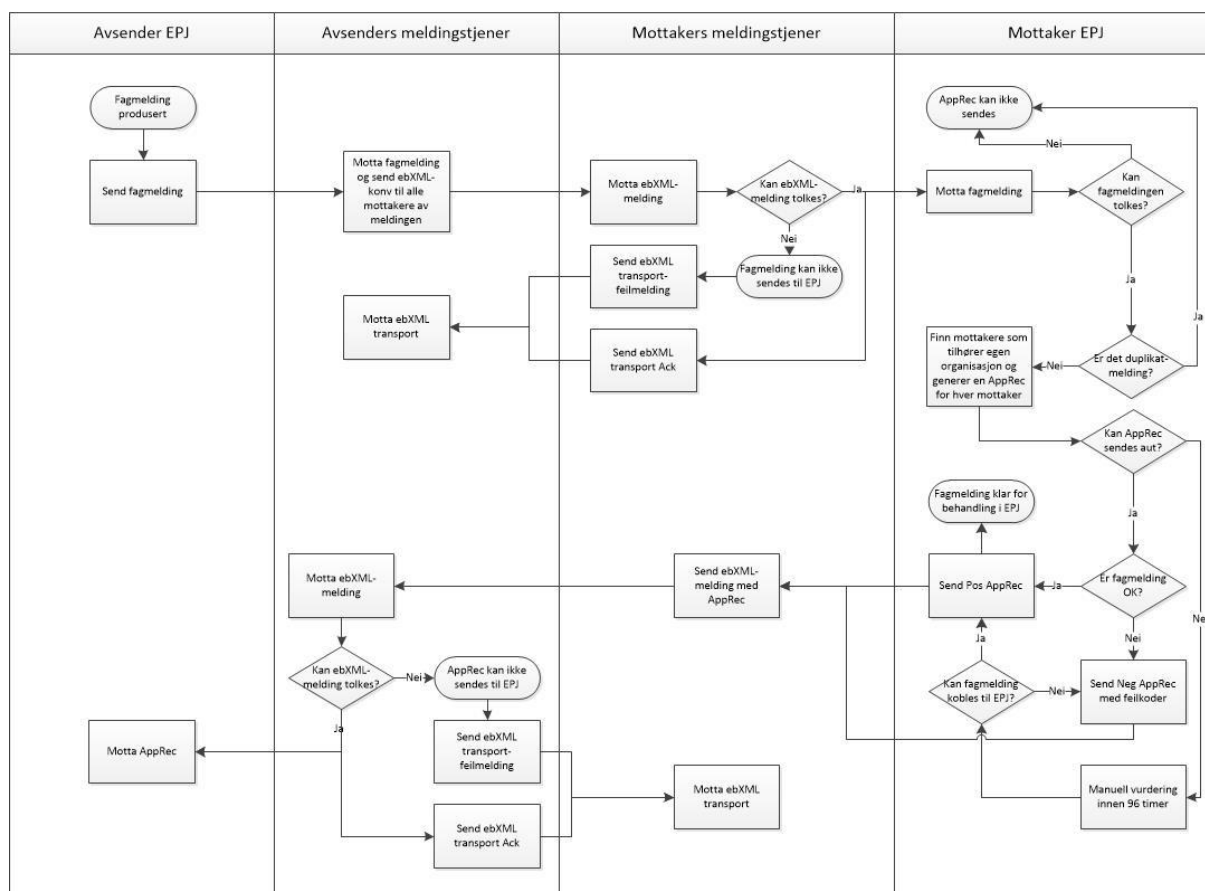 Avsender EPJ
Avsenders meldingstjener
Mottakers meldingstjener
Mottaker EPJ
Fagmelding
produsert
Send fagmelding
Motta fagmelding
og send ebXML-
konv til alle
mottakere av
meldingen
Motta ebXML-
melding
Kan ebXML-
melding tolkes?
Ja
Nei
Fagmelding kan ikke
sendes til EPJ
Send ebXML
transport-
feilmelding
Motta ebXML
transport
Send ebXML
transport Ack
AppRec kan ikke
sendes
Nei
Motta fagmelding
Kan
fagmeldingen
tolkes?
Ja
Ja
Finn mottakere som
tilhører egen
organisasjon og
generer en AppRec
for hver mottaker
Nei
Er det duplikat-
melding?
Kan AppRec
sendes aut?
Fagmelding klar for
behandling i EPJ
Ja
Motta ebXML-
melding
Send ebXML-
melding med
AppRec
Send Pos AppRec
Ja
Er fagmelding
OK?
Ne
Ja
Nei
Kan ebXML-
melding tolkes?
Nei
AppRec kan ikke
sendes til EPJ
Kan fagmelding
kobles til EPJ?
Nei
Send Neg AppRec
med feilkoder
Ja
Motta AppRec
Send ebXML
transport-
feilmelding
Motta ebXML
transport
Manuell vurdering
innen 96 timer
Send ebXML
transport Ack